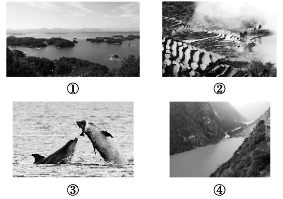 ① ②
③ ④